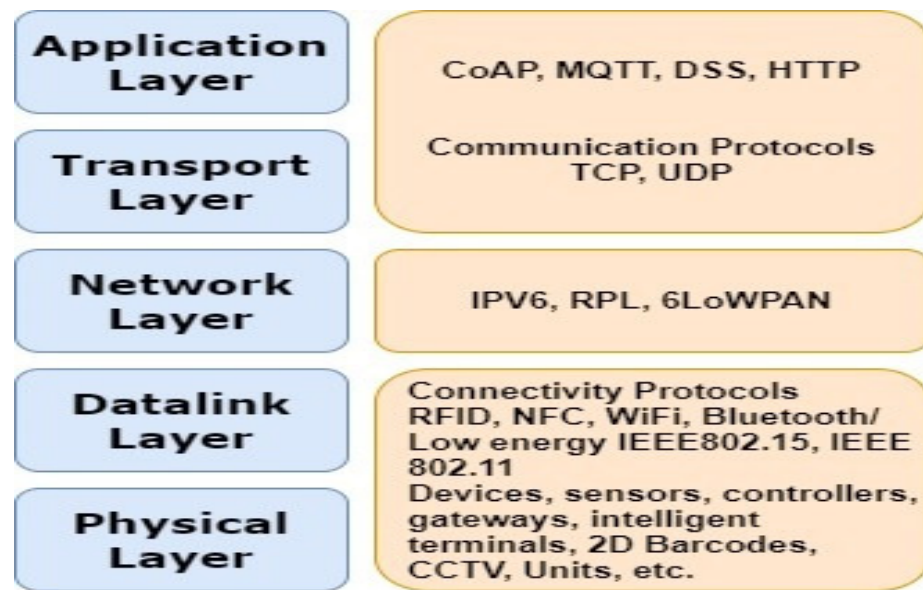 Application
Layer
CoAP, MQTT, DSS, HTTP
Transport
Layer
Communication Protocols
TCP, UDP
Network
Layer
IPV6, RPL, 6LoWPAN
Datalink
Layer
Connectivity Protocols
RFID, NFC, WiFi, Bluetooth/
Low energy IEEE802.15, IEEE
802.11
Physical
Layer
Devices, sensors, controllers,
gateways, intelligent
terminals, 2D Barcodes,
CCTV, Units, etc.